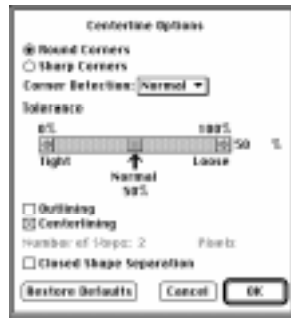 Centerline Options
Round Corners
Sharp Corners
Corner Detection: Normal
Tolerance
0% 100%
50 %
Tight Loose
Normal
50%
Outlining
Centerlining
Number of Steps: 2 Pixels
Closed Shape Separation
Restore Defaults Cancel OK